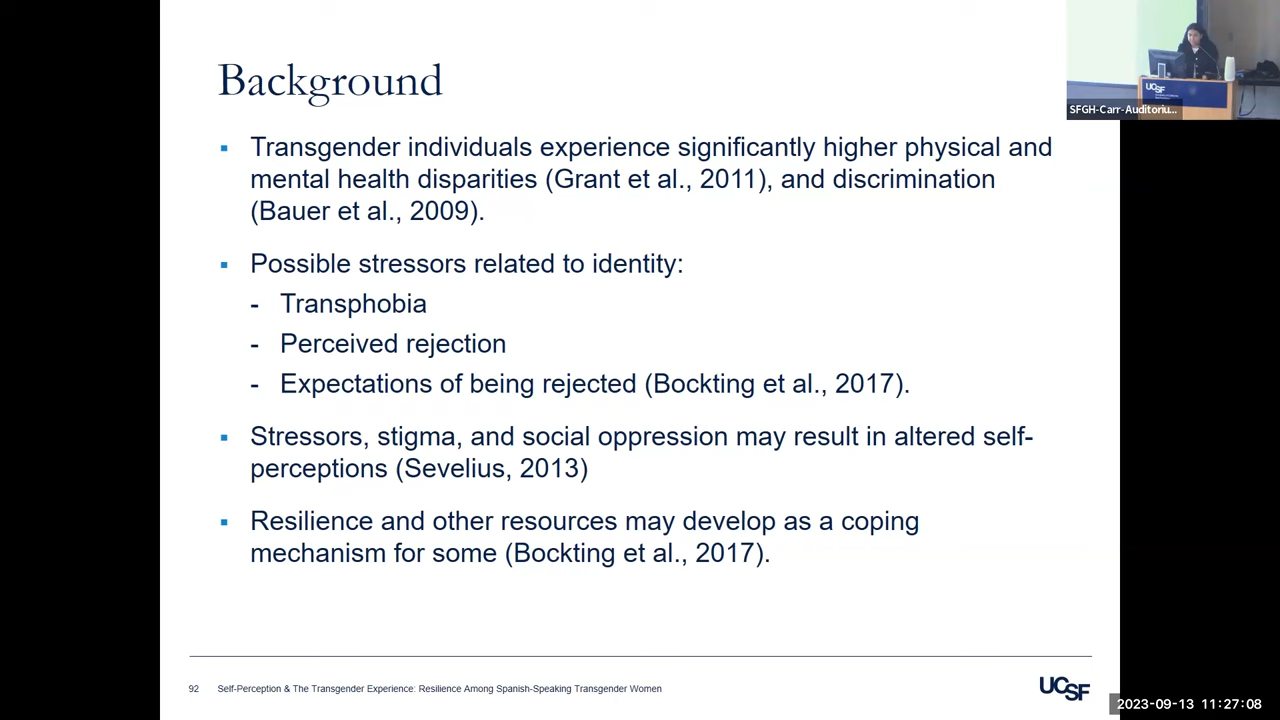 Background
▪ Transgender individuals experience significantly higher physical and
mental health disparities (Grant et al., 2011), and discrimination
(Bauer et al., 2009).
▪ Possible stressors related to identity:
- Transphobia
- Perceived rejection
- Expectations of being rejected (Bockting et al., 2017).
▪ Stressors, stigma, and social oppression may result in altered self-
perceptions (Sevelius, 2013)
▪ Resilience and other resources may develop as a coping
mechanism for some (Bockting et al., 2017).
92 Self-Perception & The Transgender Experience: Resilience Among Spanish-Speaking Transgender Women
UCSF
UCSF
SFGH-Carr-Auditoriu...
2023-09-13 11:27:08